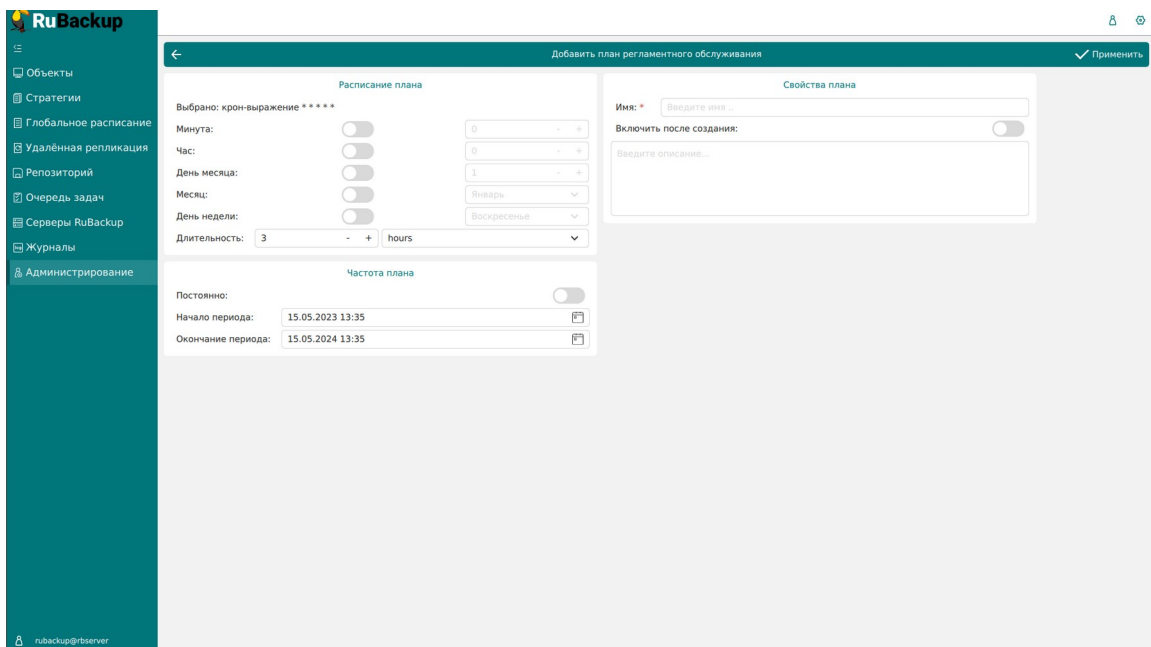 RuBackup
Объекты
Стратегии
Глобальное расписание
Удалённая репликация
Репозиторий
Очередь задач
Серверы RuBackup
Журналы
Администрирование
rubackup@rbserver
Добавить план регламентного обслуживания
Применить
Расписание плана
Выбрано: крон-выражение * * * * *
Минута: 0 - +
Час: 0 - +
День месяца: 1 - +
Месяц: Январь
День недели: Воскресенье
Длительность: 3 - + hours
Частота плана
Постоянно:
Начало периода: 15.05.2023 13:35
Окончание периода: 15.05.2024 13:35
Свойства плана
Имя: * Введите имя ..
Включить после создания:
Введите описание...